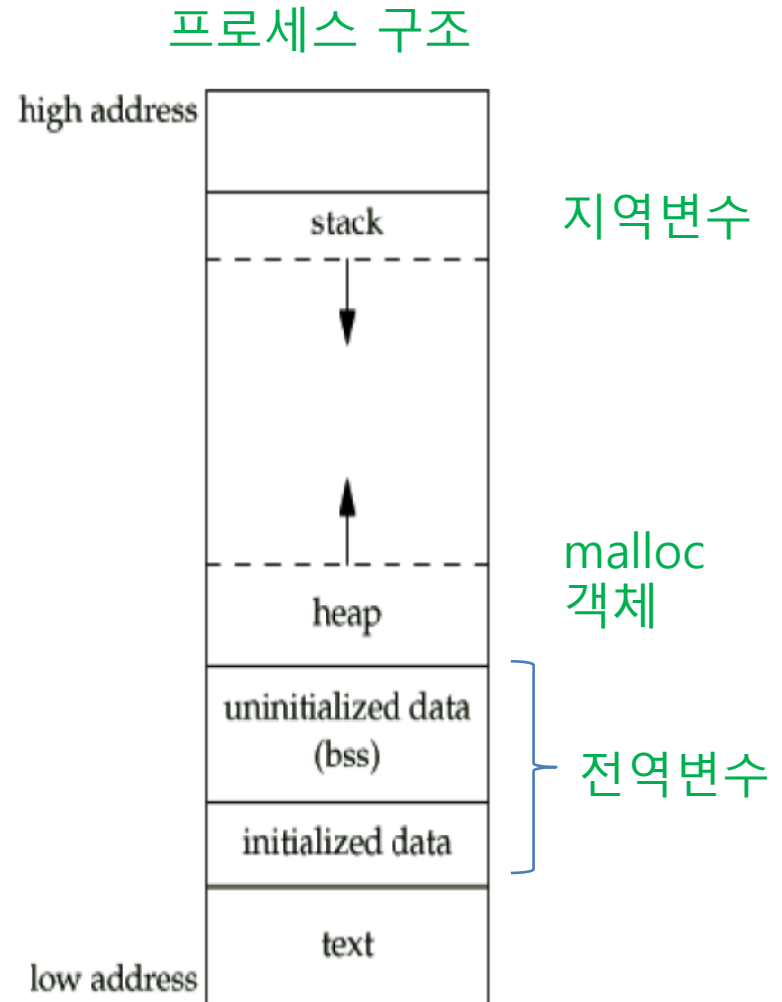 프로세스 구조
high address
stack
지역변수
malloc
객체
heap
uninitialized data
(bss)
전역변수
initialized data
text
low address